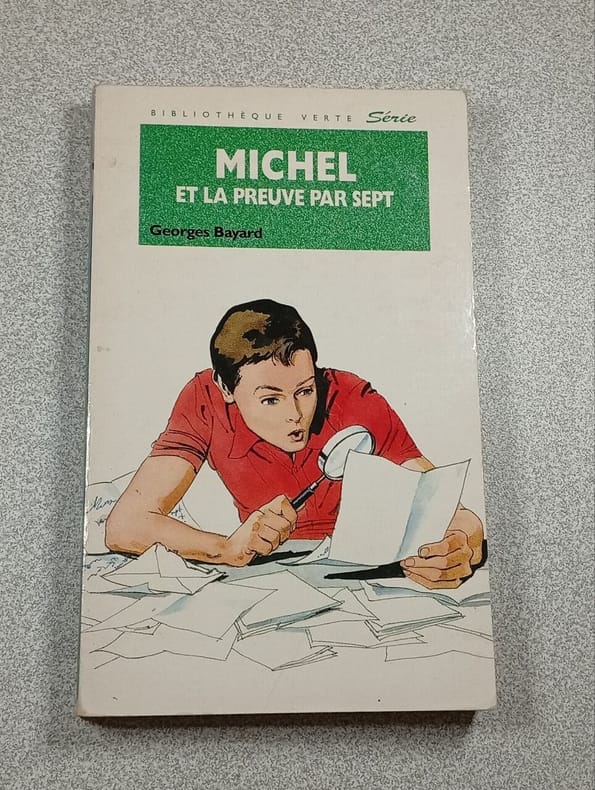 BIBLIOTHÈQUE VERTE Série
MICHEL
ET LA PREUVE PAR SEPT
Georges Bayard